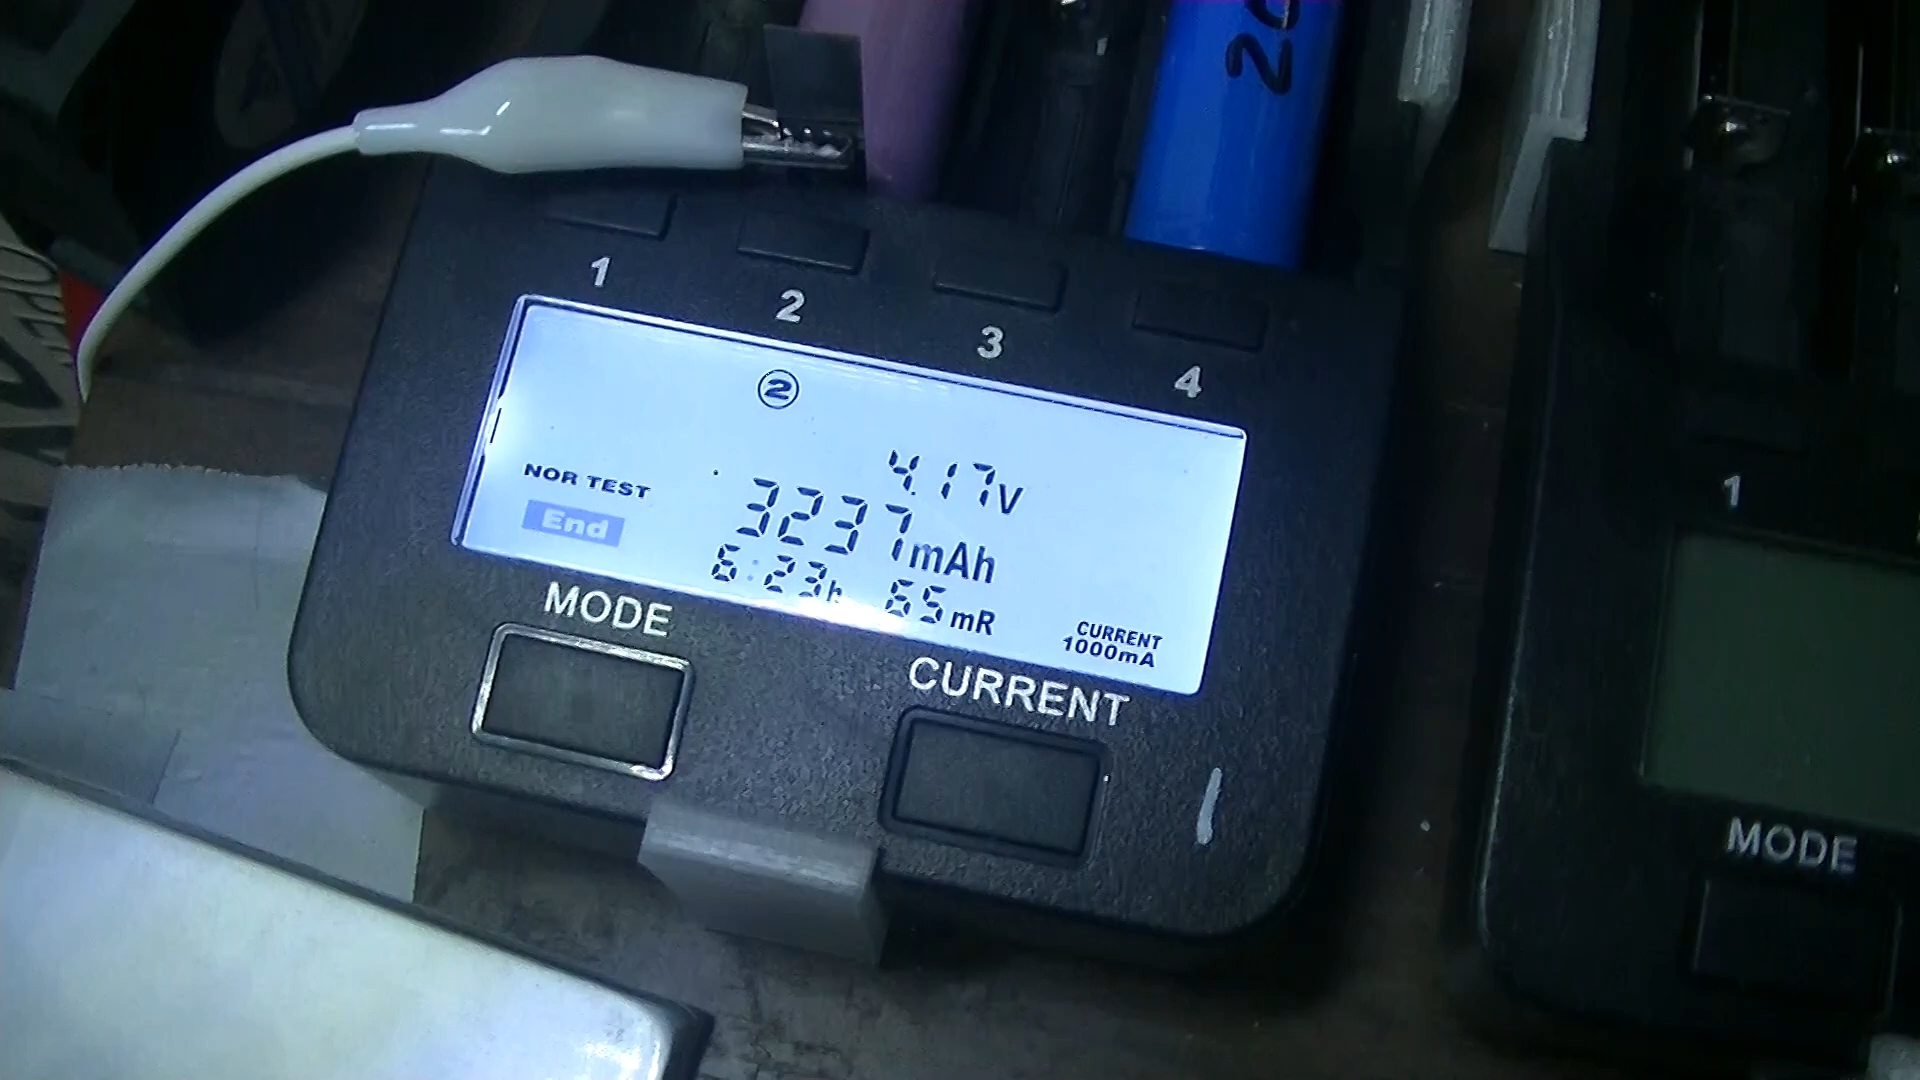 20
1
2
3
4
②
4.17V
NOR TEST
3237mAh
End
6:23h 65mR
CURRENT
1000mA
MODE
CURRENT
1
MODE